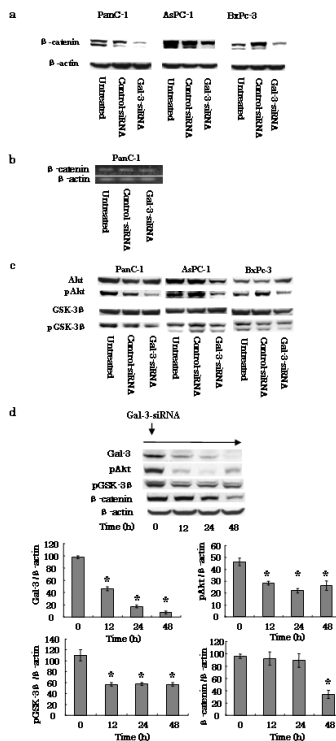 a
PanC-1 AsPC-1 BxPc-3
β-catenin
β-actin
Untreated Control-siRNA Gal-3-siRNA Untreated Control-siRNA Gal-3-siRNA Untreated Control-siRNA Gal-3-siRNA
b
PanC-1
β-catenin
β-actin
Untreated Control-siRNA Gal-3-siRNA
c
PanC-1 AsPC-1 BxPc-3
Akt
pAkt
GSK-3β
pGSK-3β
Untreated Control-siRNA Gal-3-siRNA Untreated Control-siRNA Gal-3-siRNA Untreated Control-siRNA Gal-3-siRNA
d
Gal-3-siRNA
Gal-3
pAkt
pGSK-3β
β-catenin
β-actin
Time (h) 0 12 24 48
Gal-3/β-actin
120
100
80
60
40
20
0
* * *
0 12 24 48
Time (h)
pAkt/β-actin
60
50
40
30
20
10
0
* * *
0 12 24 48
Time (h)
pGSK-3β/β-actin
140
120
100
80
60
40
20
0
* * *
0 12 24 48
Time (h)
β-catenin/β-actin
120
100
80
60
40
20
0
*
0 12 24 48
Time (h)